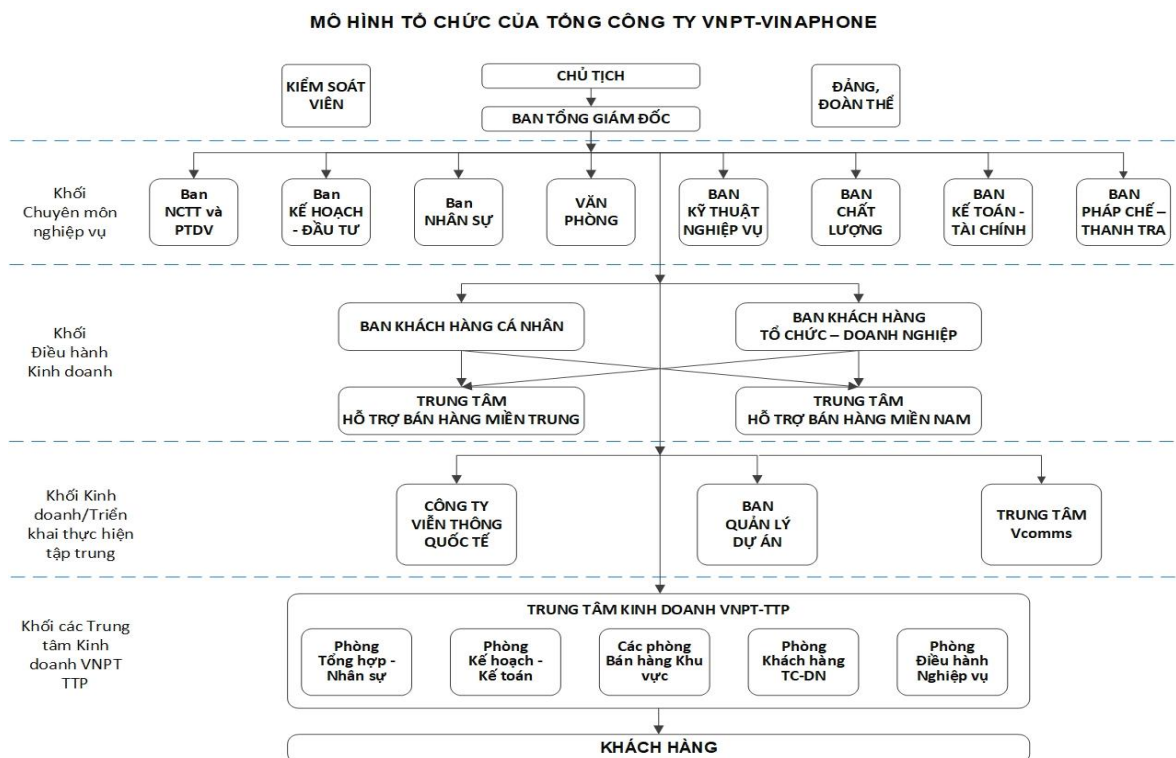 MÔ HÌNH TỔ CHỨC CỦA TỔNG CÔNG TY VNPT-VINAPHONE
KIỂM SOÁT
VIÊN
CHỦ TỊCH
BAN TỔNG GIÁM ĐỐC
ĐẢNG,
ĐOÀN THỂ
Khối
Chuyên môn
nghiệp vụ
Ban
NCTT và
PTDV
Ban
KẾ HOẠCH
- ĐẦU TƯ
Ban
NHÂN SỰ
VĂN
PHÒNG
BAN
KỸ THUẬT
NGHIỆP VỤ
BAN
CHẤT
LƯỢNG
BAN
KẾ TOÁN -
TÀI CHÍNH
BAN
PHÁP CHẾ –
THANH TRA
Khối
Điều hành
Kinh doanh
BAN KHÁCH HÀNG CÁ NHÂN
BAN KHÁCH HÀNG
TỔ CHỨC – DOANH NGHIỆP
TRUNG TÂM
HỖ TRỢ BÁN HÀNG MIỀN TRUNG
TRUNG TÂM
HỖ TRỢ BÁN HÀNG MIỀN NAM
Khối Kinh
doanh/Triển
khai thực hiện
tập trung
CÔNG TY
VIỄN THÔNG
QUỐC TẾ
BAN
QUẢN LÝ
DỰ ÁN
TRUNG TÂM
Vcomms
Khối các Trung
tâm Kinh
doanh VNPT
TTP
TRUNG TÂM KINH DOANH VNPT-TTP
Phòng
Tổng hợp -
Nhân sự
Phòng
Kế hoạch -
Kế toán
Các phòng
Bán hàng Khu
vực
Phòng
Khách hàng
TC-DN
Phòng
Điều hành
Nghiệp vụ
KHÁCH HÀNG